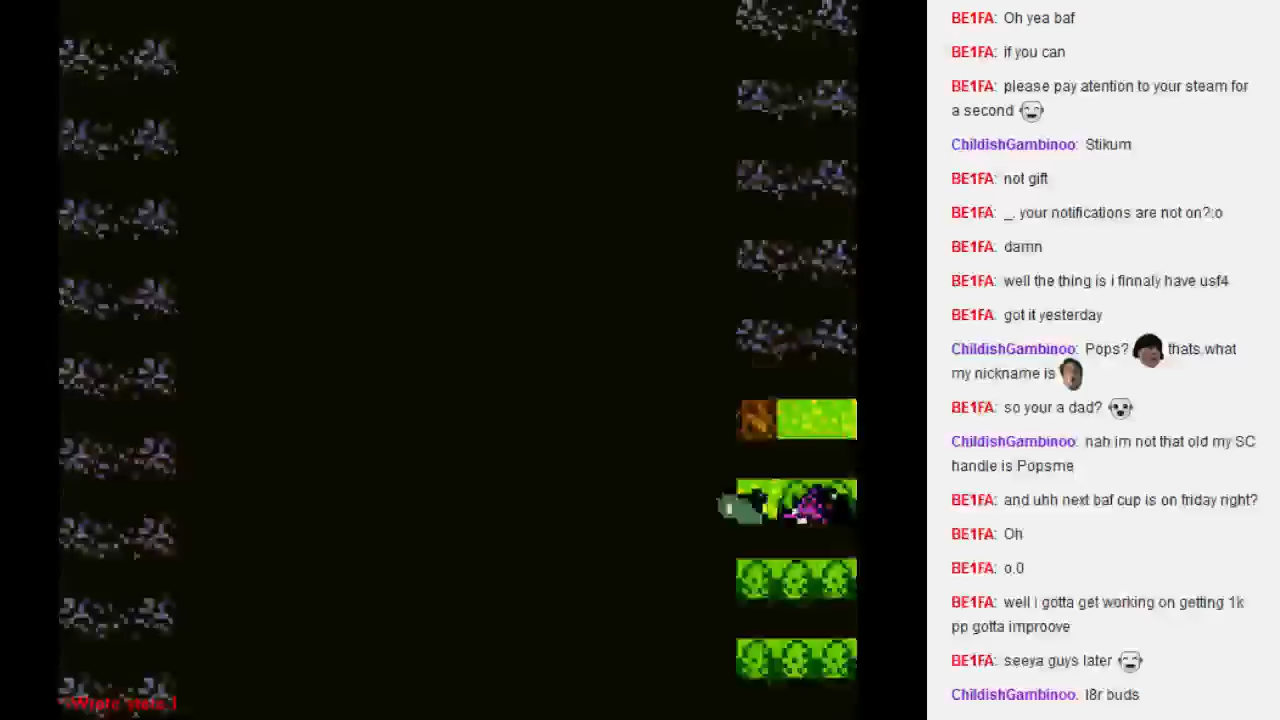 BE1FA: Oh yea baf
BE1FA: if you can
BE1FA: please pay atention to your steam for
a second
ChildishGambinoo: Stikum
BE1FA: not gift
BE1FA: _. your notifications are not on?:o
BE1FA: damn
BE1FA: well the thing is i finnaly have usf4
BE1FA: got it yesterday
ChildishGambinoo: Pops? thats what
my nickname is
BE1FA: so your a dad?
ChildishGambinoo: nah im not that old my SC
handle is Popsme
BE1FA: and uhh next baf cup is on friday right?
BE1FA: Oh
BE1FA: o.0
BE1FA: well i gotta get working on getting 1k
pp gotta improove
BE1FA: seeya guys later
ChildishGambinoo: l8r buds
Wrote state 1